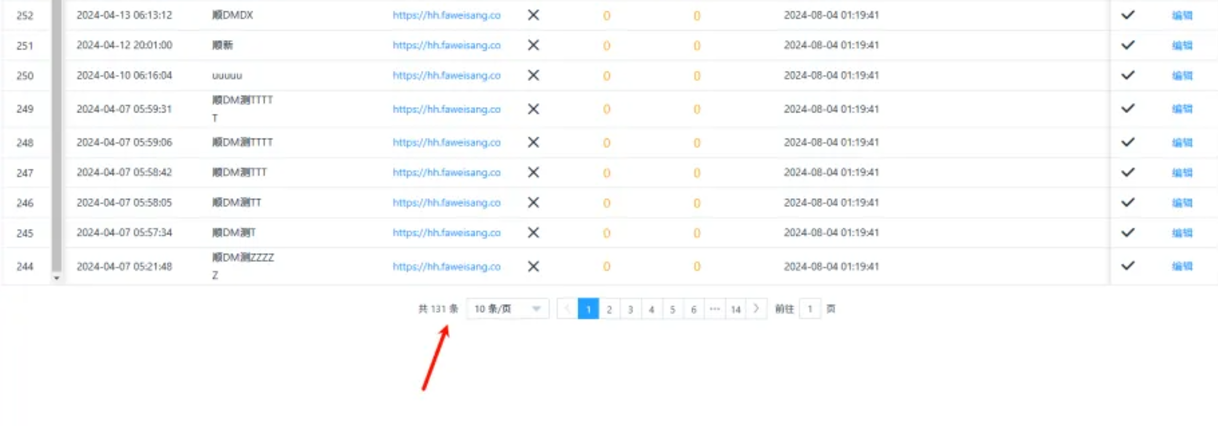 252 2024-04-13 06:13:12 顺DMDX https://hh.faweisang.co 0 0 2024-08-04 01:19:41 编辑
251 2024-04-12 20:01:00 顺新 https://hh.faweisang.co 0 0 2024-08-04 01:19:41 编辑
250 2024-04-10 06:16:04 uuuuu https://hh.faweisang.co 0 0 2024-08-04 01:19:41 编辑
249 2024-04-07 05:59:31 顺DM测TTTT https://hh.faweisang.co 0 0 2024-08-04 01:19:41 编辑
T
248 2024-04-07 05:59:06 顺DM测TTTT https://hh.faweisang.co 0 0 2024-08-04 01:19:41 编辑
247 2024-04-07 05:58:42 顺DM测TTT https://hh.faweisang.co 0 0 2024-08-04 01:19:41 编辑
246 2024-04-07 05:58:05 顺DM测TT https://hh.faweisang.co 0 0 2024-08-04 01:19:41 编辑
245 2024-04-07 05:57:34 顺DM测T https://hh.faweisang.co 0 0 2024-08-04 01:19:41 编辑
244 2024-04-07 05:21:48 顺DM测ZZZZ https://hh.faweisang.co 0 0 2024-08-04 01:19:41 编辑
Z
共 131 条 10 条/页 1 2 3 4 5 6 ··· 14 前往 1 页